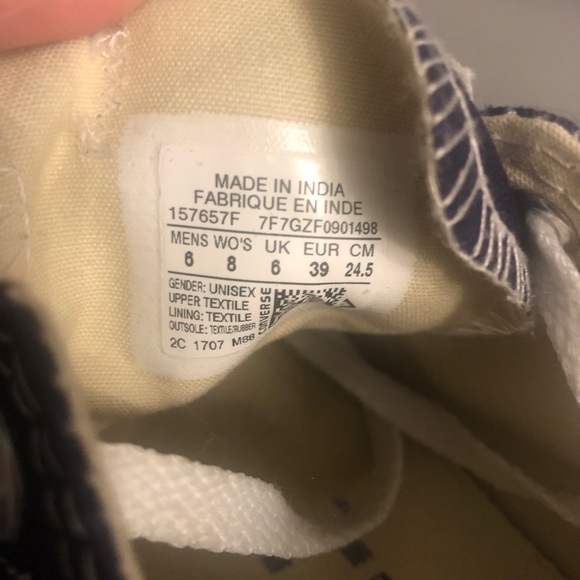 MADE IN INDIA
FABRIQUE EN INDE
157657F 7F7GZF0901498
MENS WO'S UK EUR CM
6 8 6 39 24.5
GENDER: UNISEX
UPPER TEXTILE
LINING: TEXTILE
OUTSOLE: TEXTILE/RUBBER
2C 1707 M88
CONVERSE